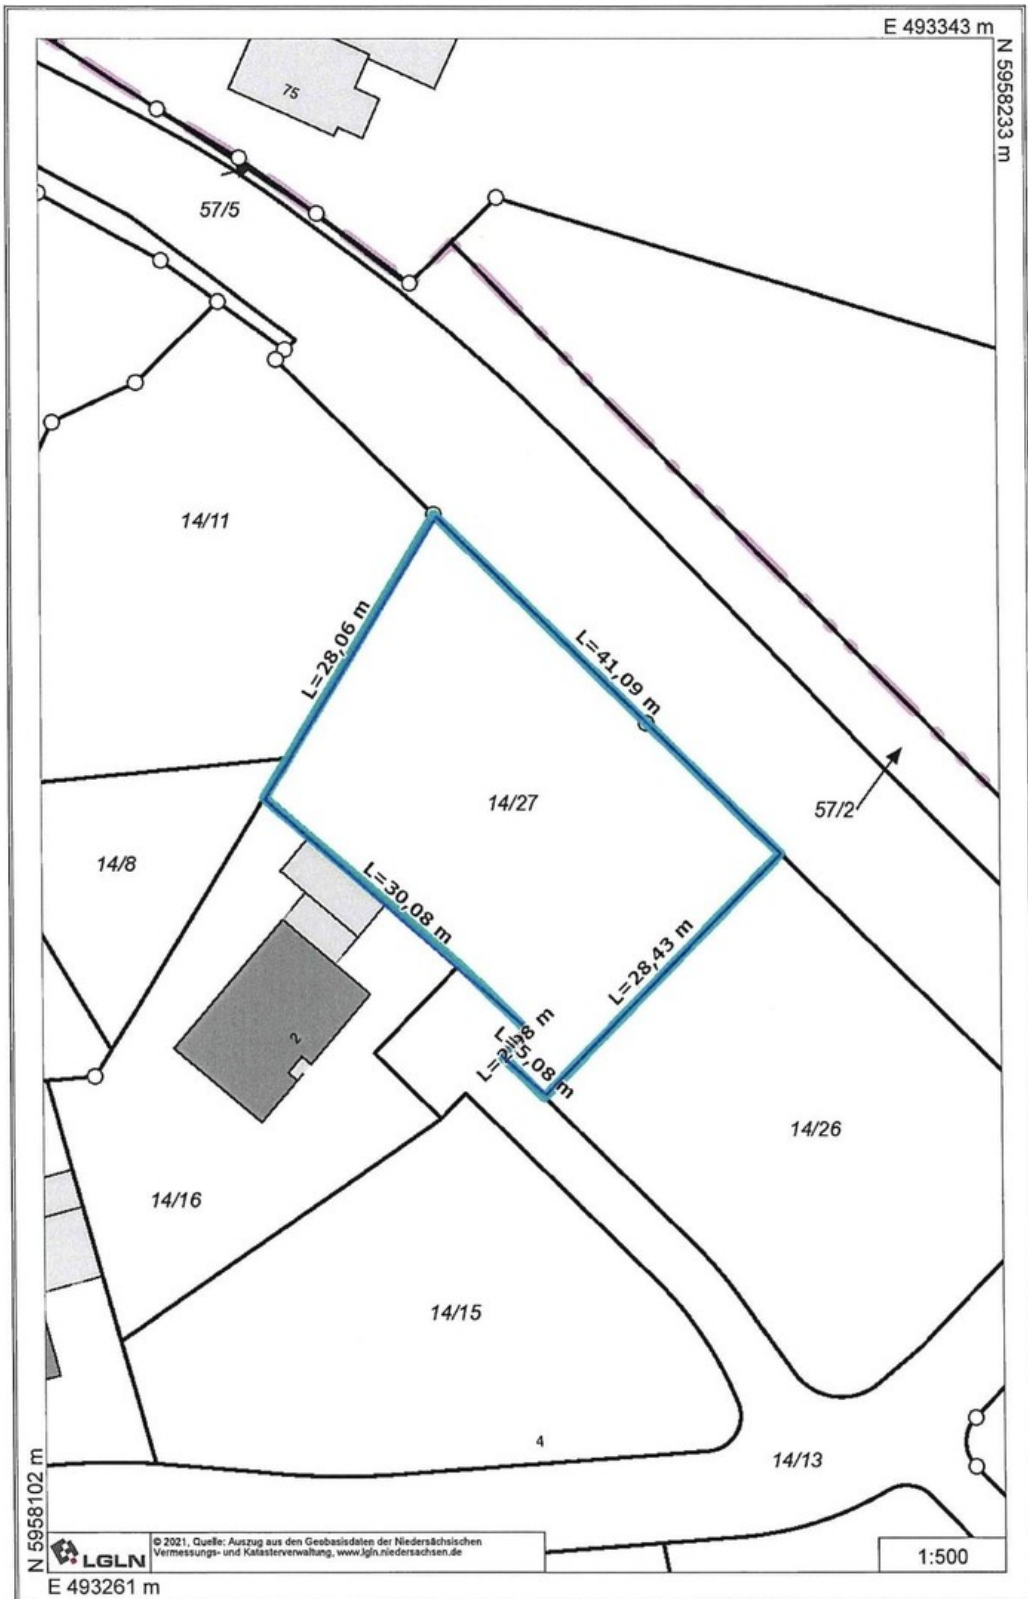 E 493343 m
N 5958233 m
75
57/5
14/11
L=28,06 m
L=41,09 m
14/27
57/2
14/8
L=30,08 m
L=28,43 m
2
L=5,08 m
14/26
14/16
14/15
4
14/13
N 5958102 m
LGLN
© 2021, Quelle: Auszug aus den Geobasisdaten der Niedersächsischen
Vermessungs- und Katasterverwaltung, www.lgln.niedersachsen.de
1:500
E 493261 m